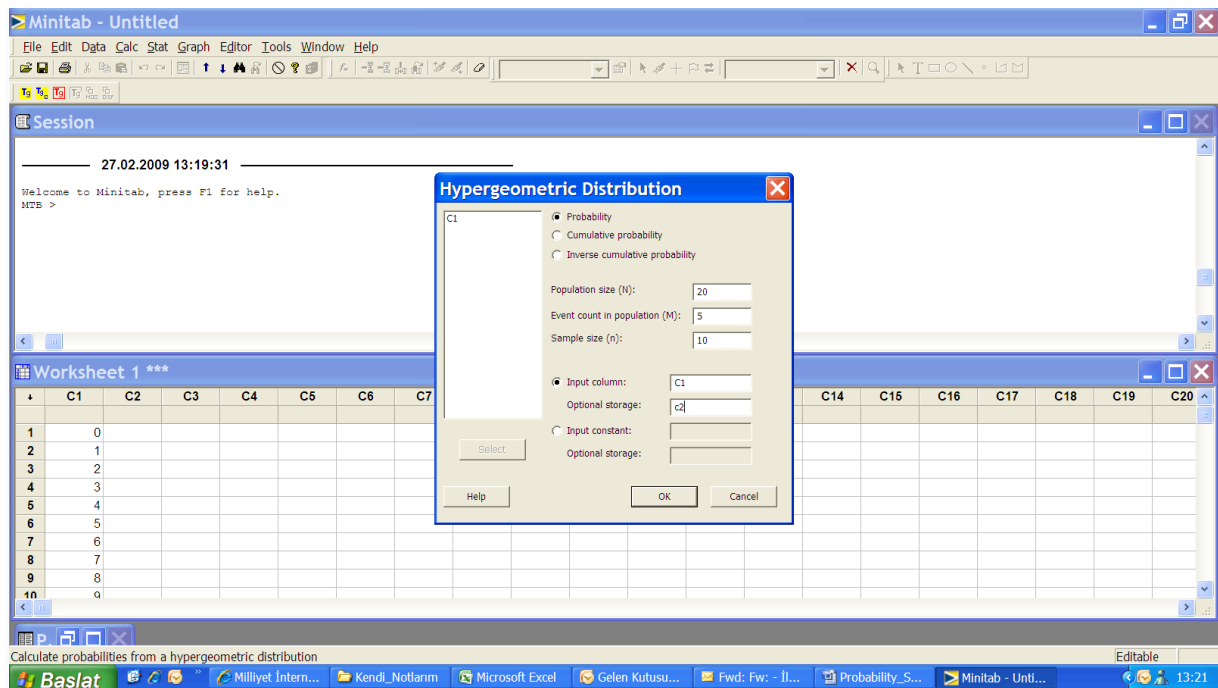 Minitab - Untitled
File Edit Data Calc Stat Graph Editor Tools Window Help
Session
27.02.2009 13:19:31
Welcome to Minitab, press F1 for help.
MTB >
Hypergeometric Distribution
C1
Probability
Cumulative probability
Inverse cumulative probability
Population size (N): 20
Event count in population (M): 5
Sample size (n): 10
Input column: C1
Optional storage: c2
Input constant:
Optional storage:
Select
Help OK Cancel
Worksheet 1 ***
C1 C2 C3 C4 C5 C6 C7 C14 C15 C16 C17 C18 C19 C20
1 0
2 1
3 2
4 3
5 4
6 5
7 6
8 7
9 8
10 9
P.
Calculate probabilities from a hypergeometric distribution Editable
Başlat Milliyet İntern... Kendi_Notlarım Microsoft Excel Gelen Kutusu... Fwd: Fw: - İl... Probability_S... Minitab - Unti... 13:21